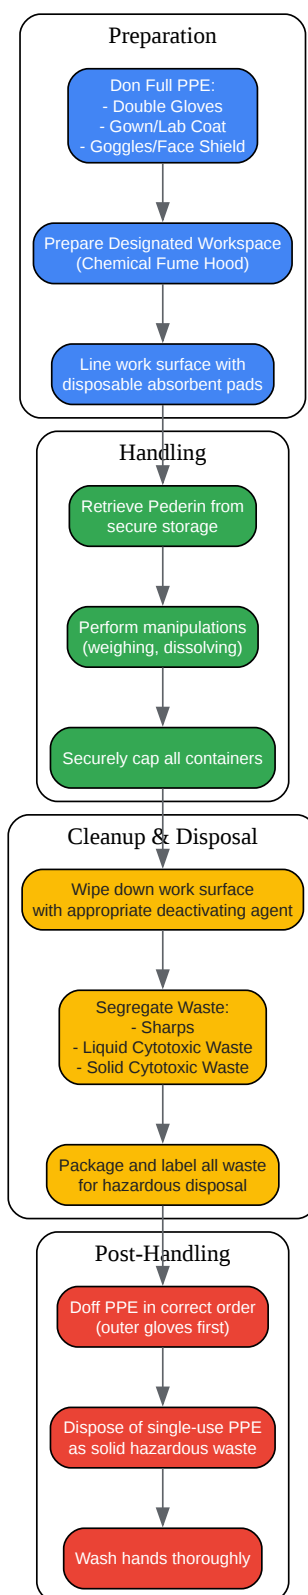 Preparation
Don Full PPE:
- Double Gloves
- Gown/Lab Coat
- Goggles/Face Shield
Prepare Designated Workspace
(Chemical Fume Hood)
Line work surface with
disposable absorbent pads
Handling
Retrieve Pederin from
secure storage
Perform manipulations
(weighing, dissolving)
Securely cap all containers
Cleanup & Disposal
Wipe down work surface
with appropriate deactivating agent
Segregate Waste:
- Sharps
- Liquid Cytotoxic Waste
- Solid Cytotoxic Waste
Package and label all waste
for hazardous disposal
Post-Handling
Doff PPE in correct order
(outer gloves first)
Dispose of single-use PPE
as solid hazardous waste
Wash hands thoroughly